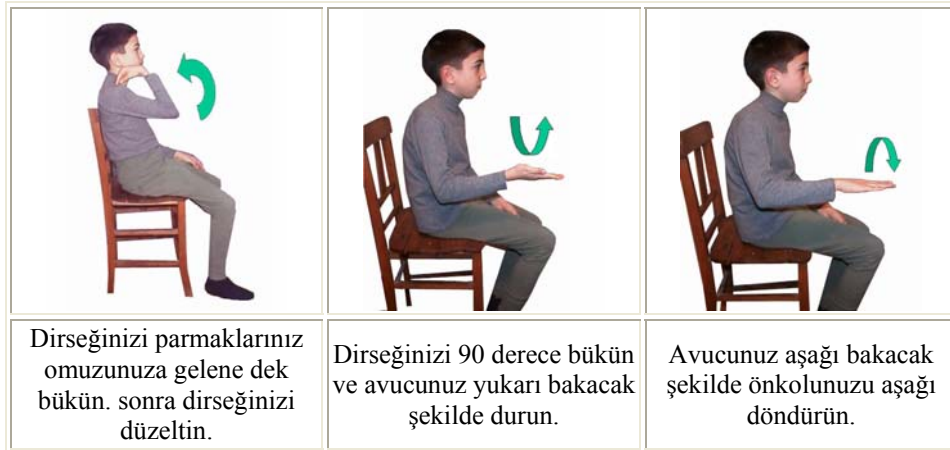 Dirseğinizi parmaklarınız
omuzunuza gelene dek
bükün. sonra dirseğinizi
düzeltin.
Dirseğinizi 90 derece bükün
ve avucunuz yukarı bakacak
şekilde durun.
Avucunuz aşağı bakacak
şekilde önkolunuzu aşağı
döndürün.